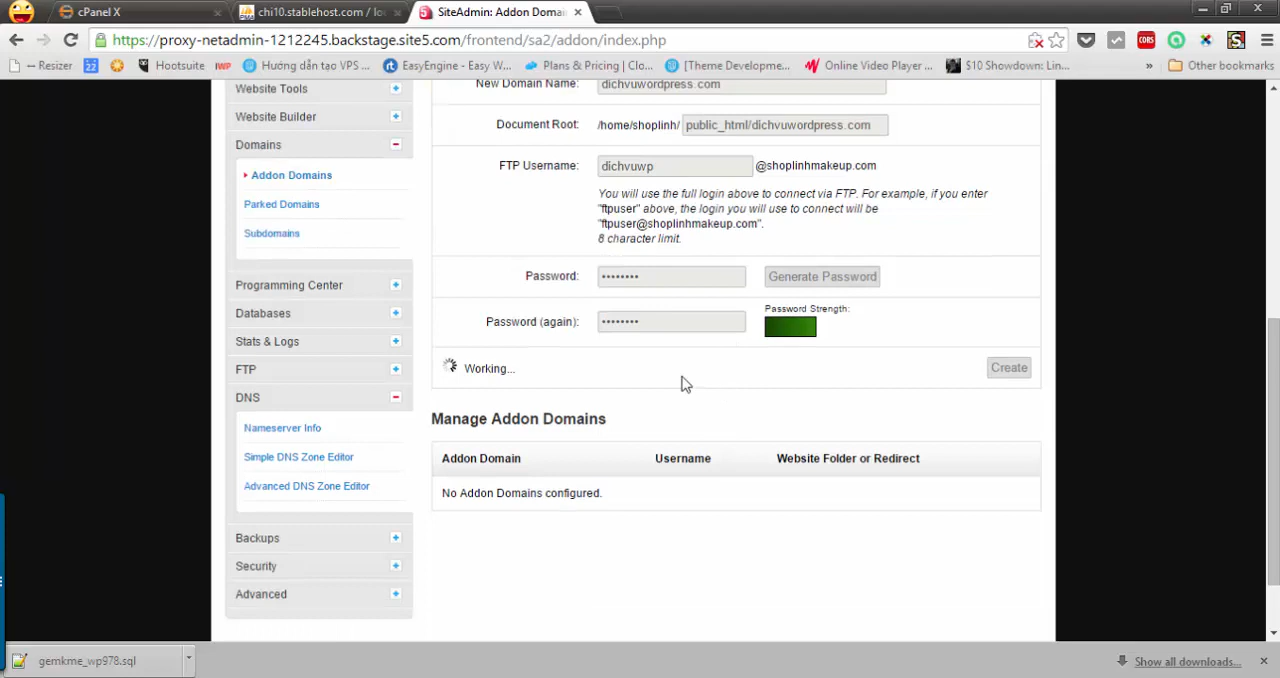 cPanel X
chi10.stablehost.com / lo
SiteAdmin: Addon Domai
https://proxy-netadmin-1212245.backstage.site5.com/frontend/sa2/addon/index.php
-- Resizer
22
Hootsuite
Hướng dẫn tạo VPS ...
EasyEngine - Easy W...
Plans & Pricing | Clo...
[Theme Developme...
Online Video Player ...
$10 Showdown: Lin...
»
Other bookmarks
Website Tools
Website Builder
Domains
Addon Domains
Parked Domains
Subdomains
Programming Center
Databases
Stats & Logs
FTP
DNS
Nameserver Info
Simple DNS Zone Editor
Advanced DNS Zone Editor
Backups
Security
Advanced
New Domain Name: dichvuwordpress.com
Document Root: /home/shoplinh/ public_html/dichvuwordpress.com
FTP Username: dichvuwp @shoplinhmakeup.com
You will use the full login above to connect via FTP. For example, if you enter
"ftpuser" above, the login you will use to connect will be
"ftpuser@shoplinhmakeup.com".
8 character limit.
Password: •••••••• Generate Password
Password (again): •••••••• Password Strength:
Working... Create
Manage Addon Domains
Addon Domain Username Website Folder or Redirect
No Addon Domains configured.
gemkme_wp978.sql
Show all downloads...